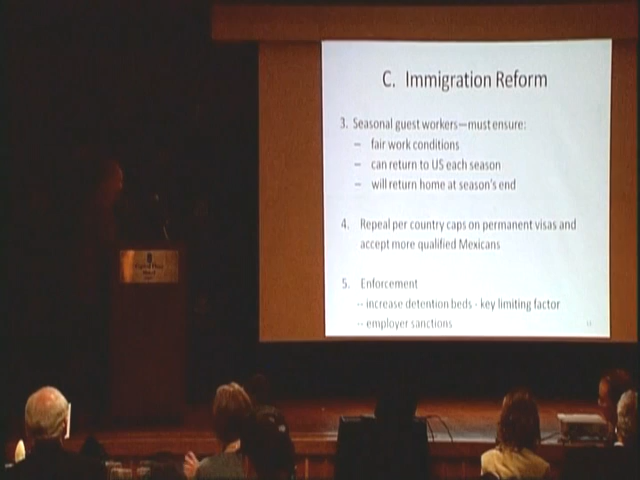 C. Immigration Reform
3. Seasonal guest workers—must ensure:
– fair work conditions
– can return to US each season
– will return home at season's end
4. Repeal per country caps on permanent visas and
accept more qualified Mexicans
5. Enforcement
-- increase detention beds - key limiting factor
-- employer sanctions